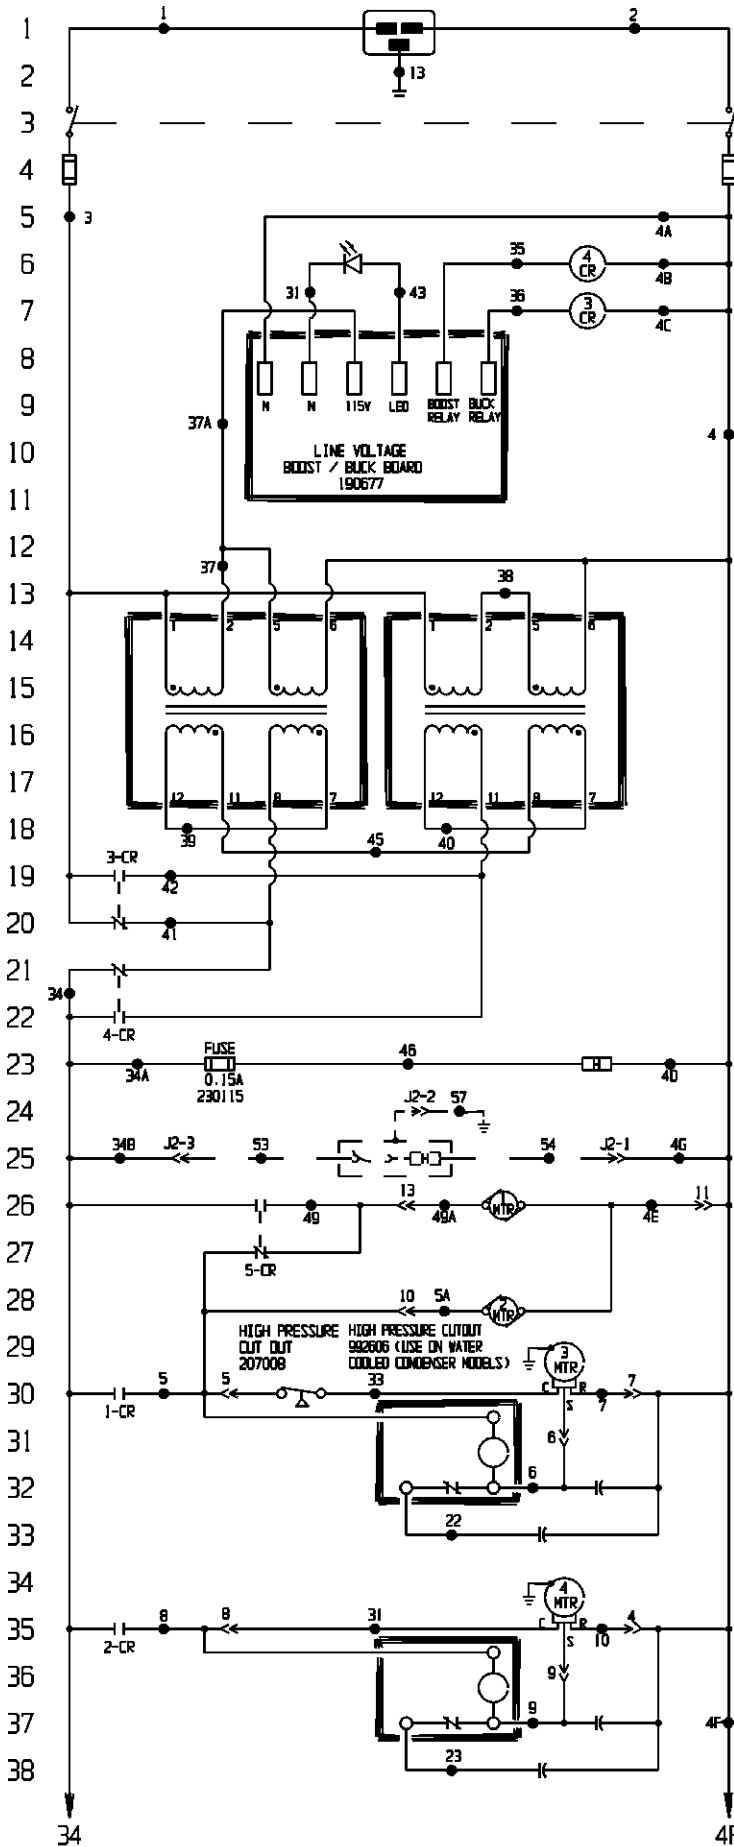 1 1 2
2 13
3
4
5 3 4A
6 35 4 CR 4B
7 31 43 36 3 CR 4C
8
9 N N 115V LED BOOST RELAY BUCK RELAY
37A 4
10 LINE VOLTAGE
BOOST / BUCK BOARD
11 190677
12
37
13 38
14 1 2 5 6 1 2 5 6
15
16
17 12 11 8 7 12 11 8 7
18 39 45 40
19 3-CR 42
20 41
21
34
22 4-CR
23 34A FUSE 46 4D
0.15A
230115
24 J2-2 57
25 34B J2-3 53 54 J2-1 4G
26 49 13 49A 1 MTR 4E 11
27 5-CR
28 10 5A 2 MTR
29 HIGH PRESSURE HIGH PRESSURE CUTOUT 3 MTR
CUT OUT 992606 (USE ON WATER
207008 COOLED CONDENSER MODELS)
30 1-CR 5 5 33 C S R 7 7
31 6
32 6
33 22
34 4 MTR
35 2-CR 8 8 31 C S R 10 4
36 9
37 9 4F
38 23
34 4F